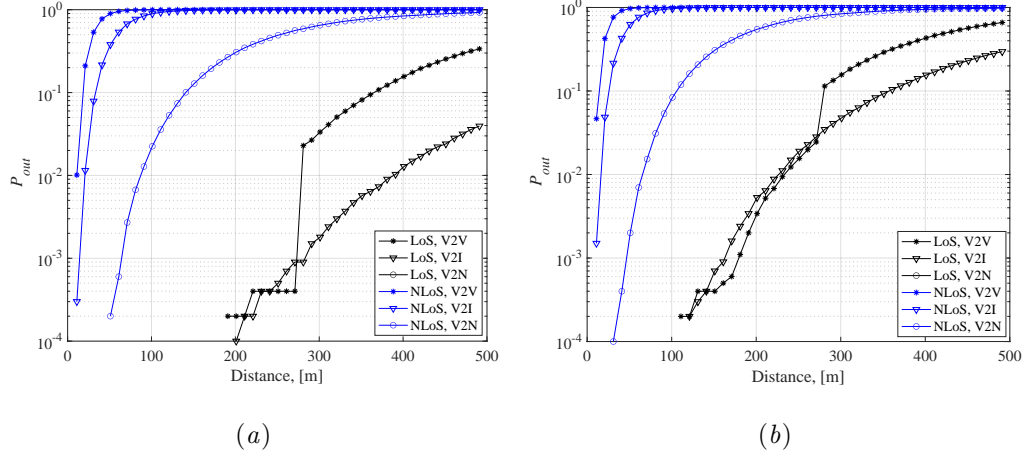 10^0
10^-1
10^-2
10^-3
10^-4
P_out
0 100 200 300 400 500
Distance, [m]
LoS, V2V
LoS, V2I
LoS, V2N
NLoS, V2V
NLoS, V2I
NLoS, V2N
(a)
10^0
10^-1
10^-2
10^-3
10^-4
P_out
0 100 200 300 400 500
Distance, [m]
LoS, V2V
LoS, V2I
LoS, V2N
NLoS, V2V
NLoS, V2I
NLoS, V2N
(b)